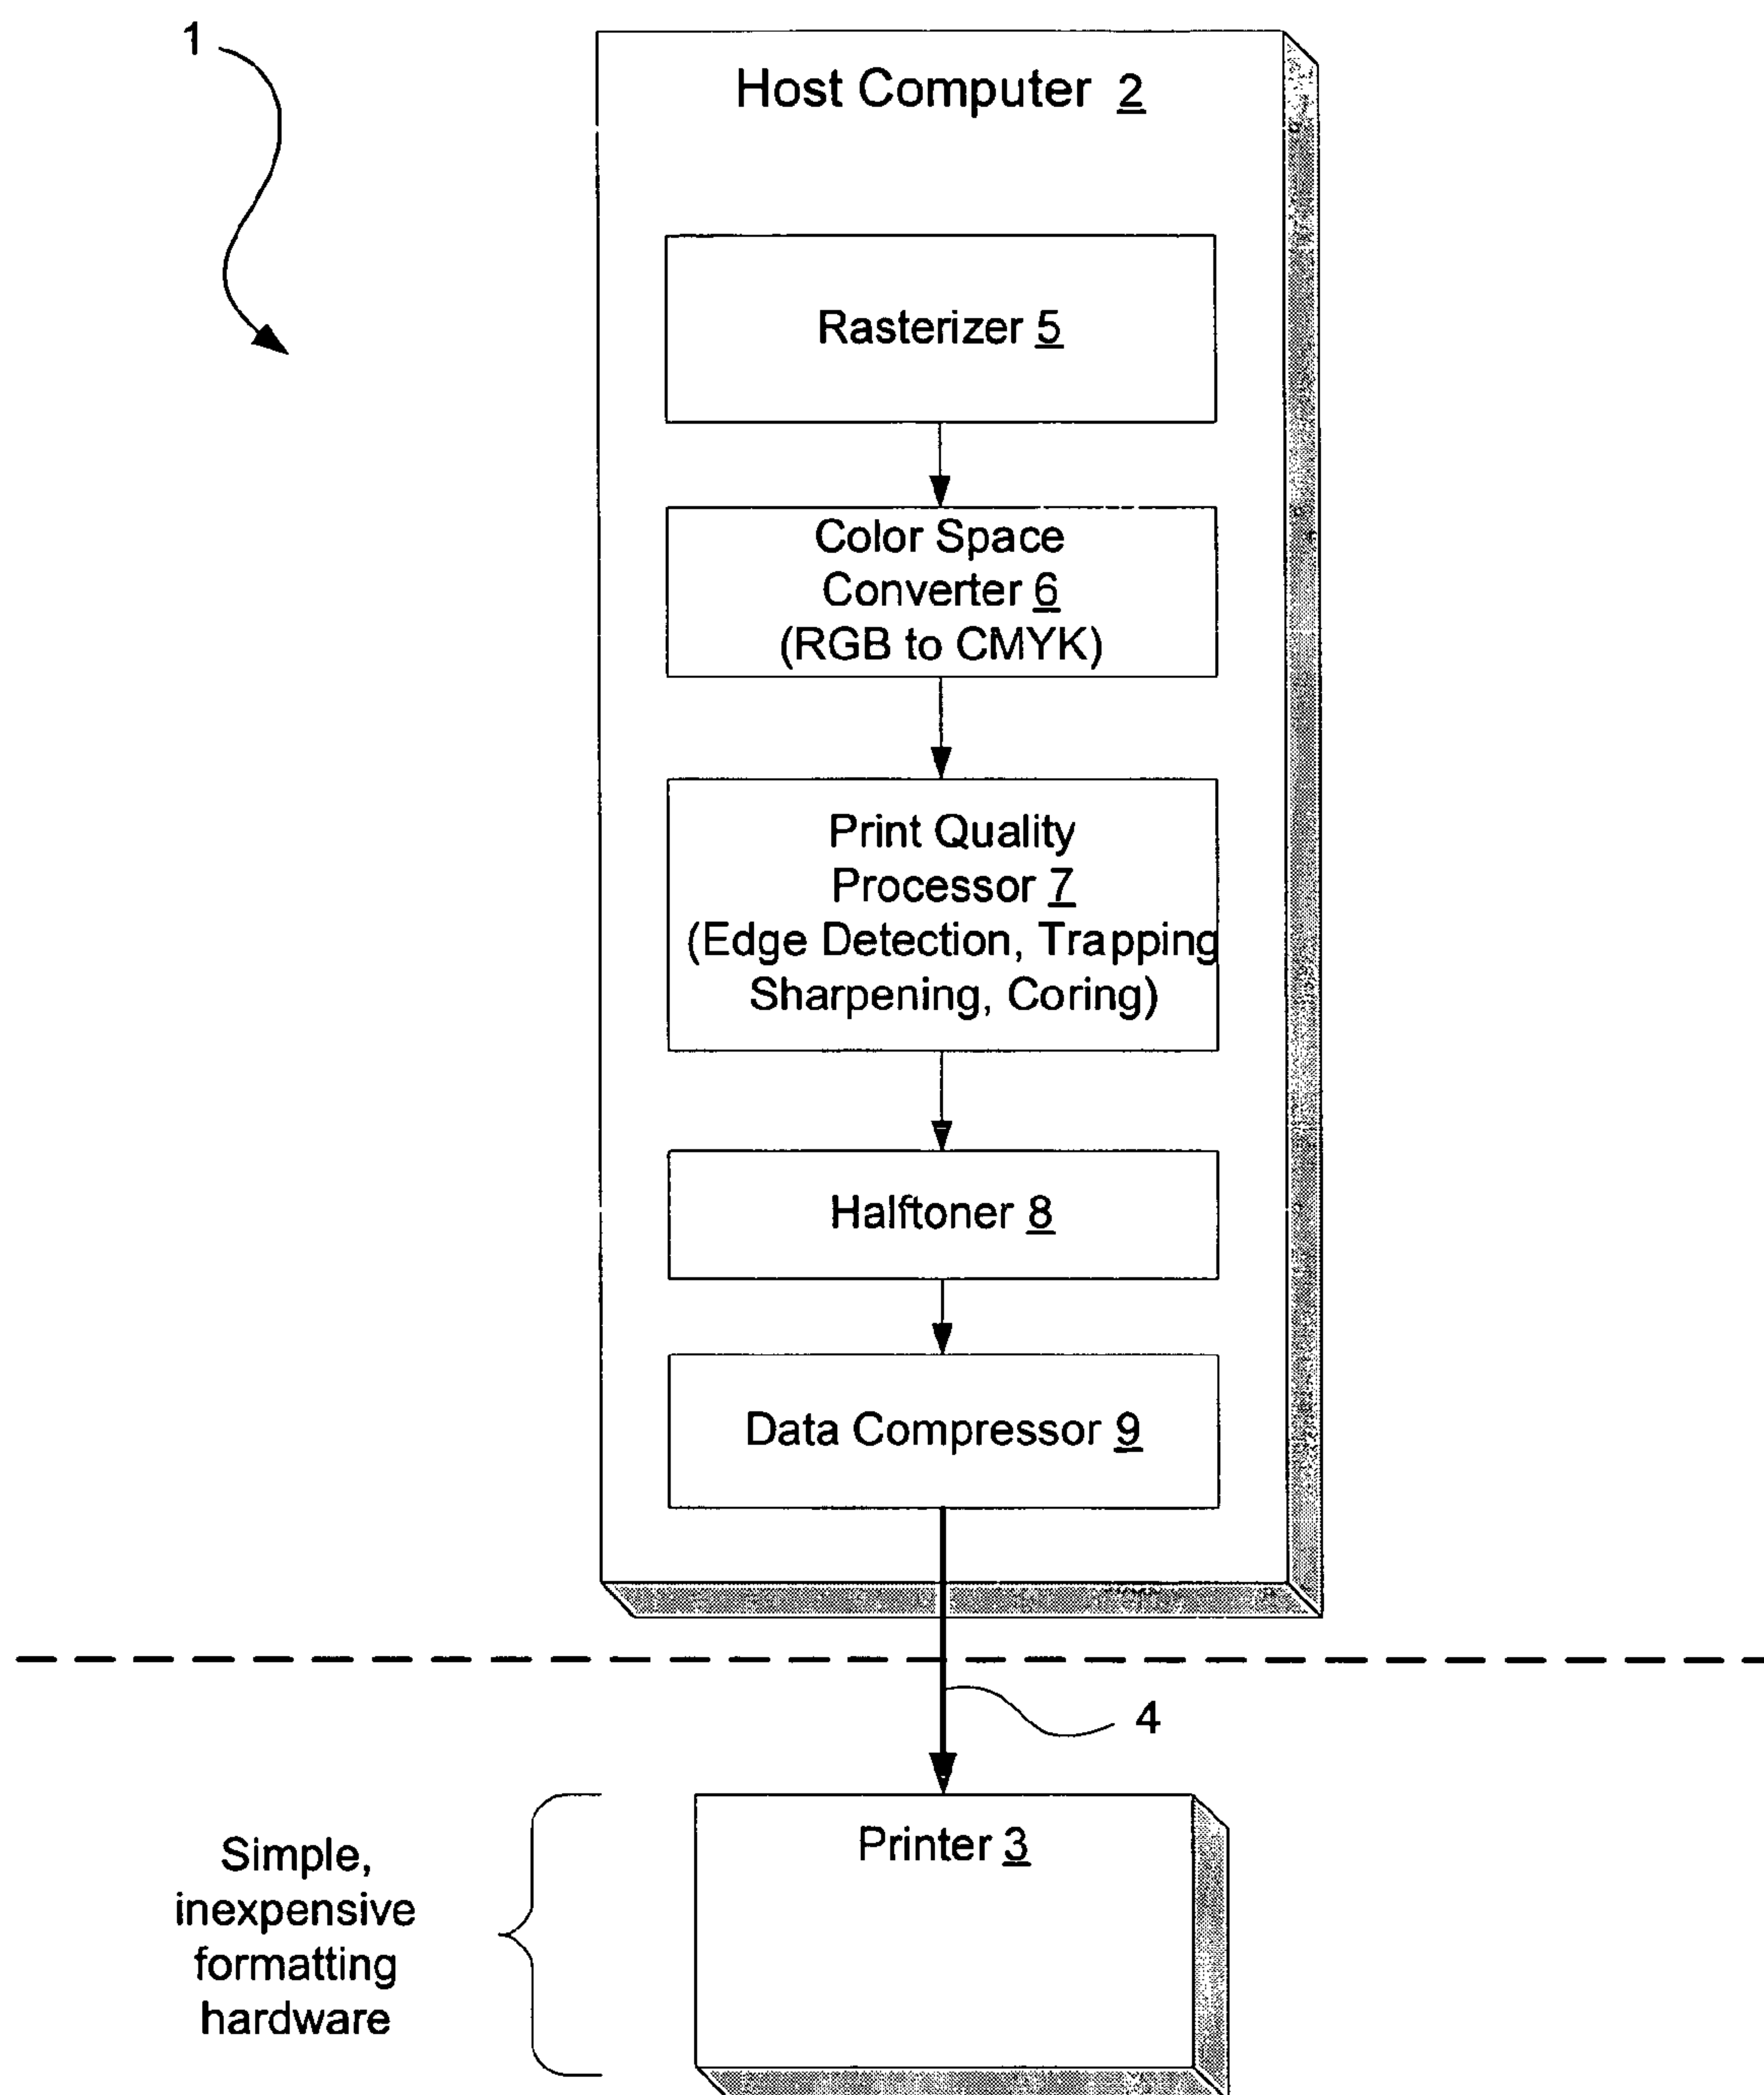 1
Host Computer 2
Rasterizer 5
Color Space
Converter 6
(RGB to CMYK)
Print Quality
Processor 7
(Edge Detection, Trapping
Sharpening, Coring)
Halftoner 8
Data Compressor 9
4
Printer 3
Simple,
inexpensive
formatting
hardware